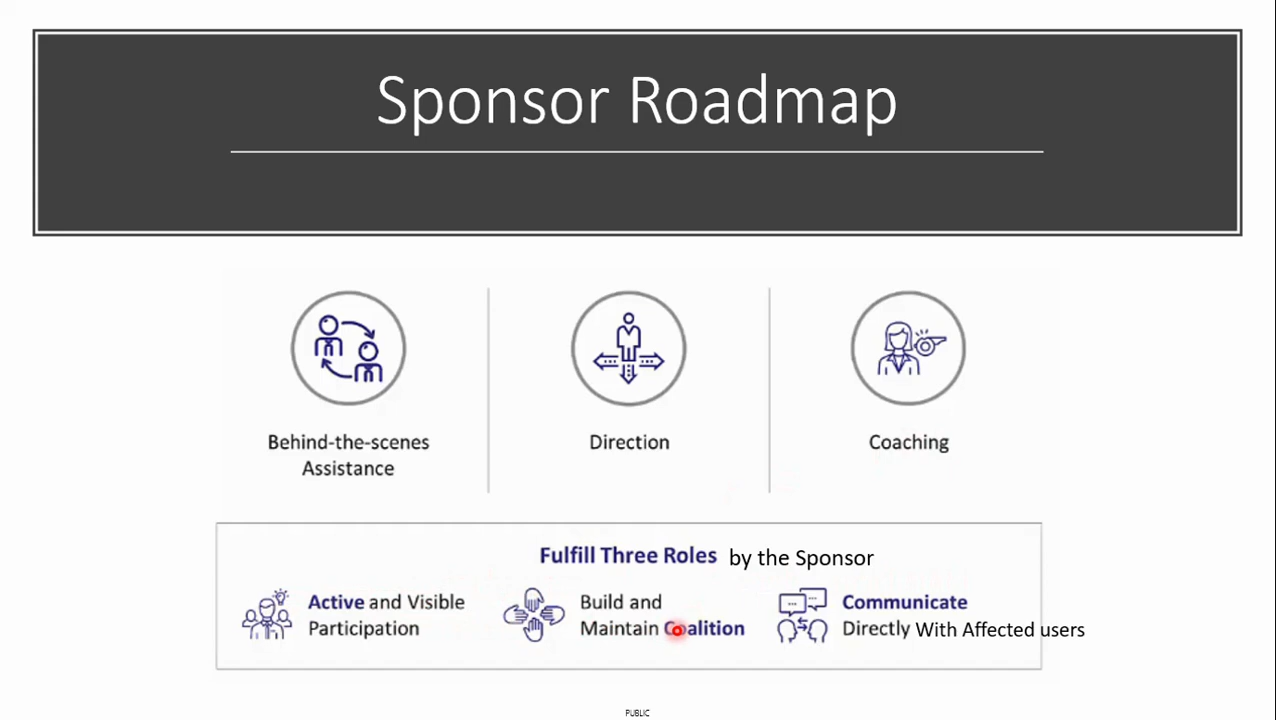 Sponsor Roadmap
Behind-the-scenes
Assistance
Direction
Coaching
Fulfill Three Roles by the Sponsor
Active and Visible
Participation
Build and
Maintain Coalition
Communicate
Directly With Affected users
PUBLIC